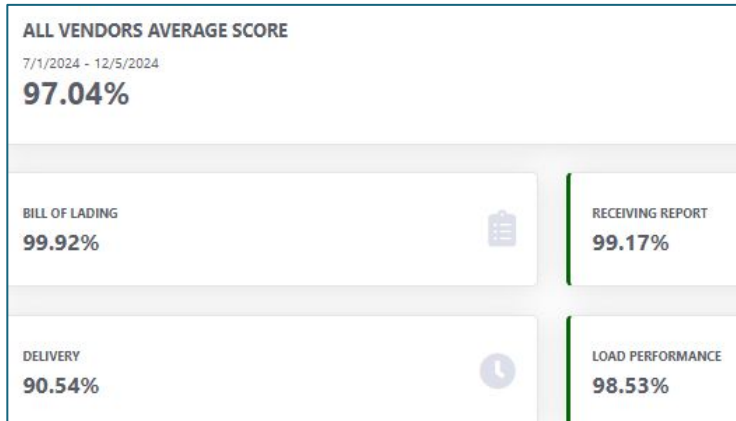 ALL VENDORS AVERAGE SCORE
7/1/2024 - 12/5/2024
97.04%
BILL OF LADING
99.92%
RECEIVING REPORT
99.17%
DELIVERY
90.54%
LOAD PERFORMANCE
98.53%